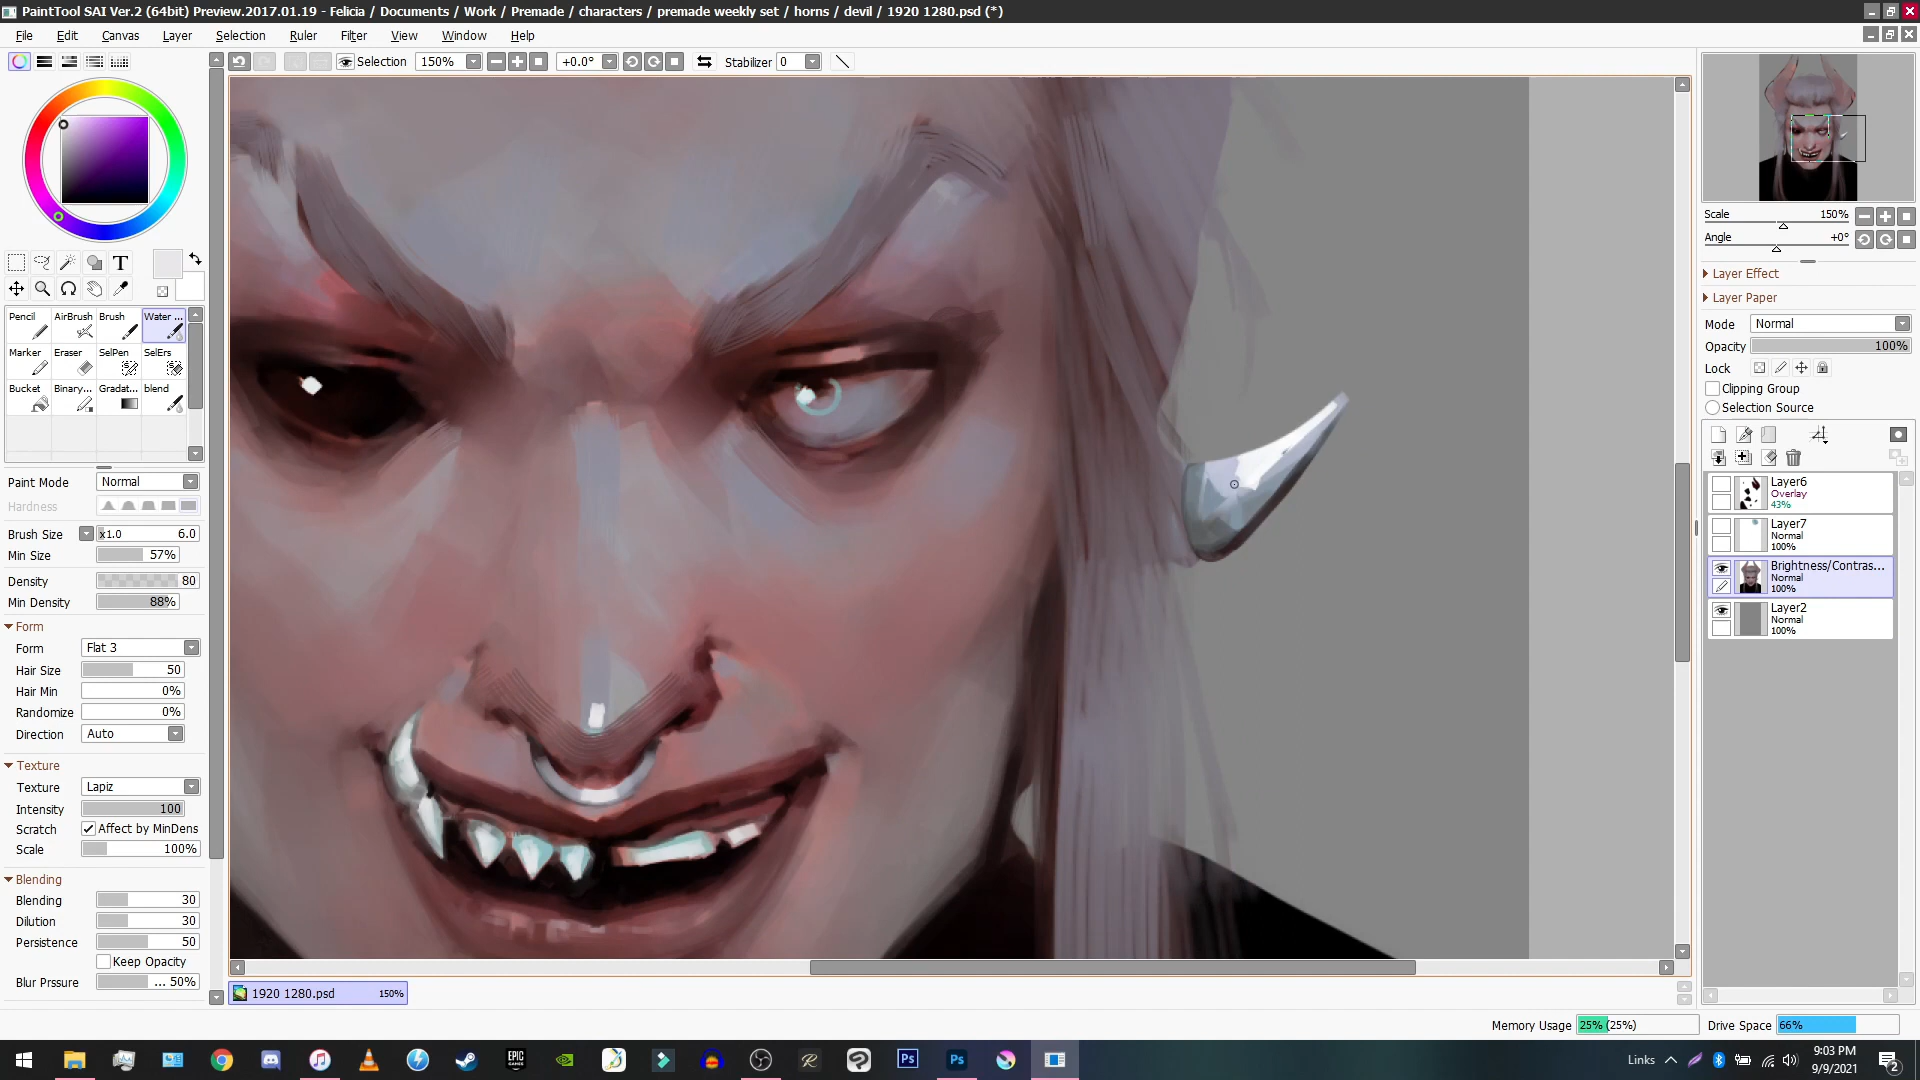 PaintTool SAI Ver.2 (64bit) Preview.2017.01.19 - Felicia / Documents / Work / Premade / characters / premade weekly set / horns / devil / 1920 1280.psd (*)
File Edit Canvas Layer Selection Ruler Filter View Window Help
Selection 150% +0.0° Stabilizer 0
T
Pencil AirBrush Brush Water ...
Marker Eraser SelPen SelErs
Bucket Binary... Gradat... blend
Paint Mode Normal
Hardness
Brush Size x1.0 6.0
Min Size 57%
Density 80
Min Density 88%
Form
Form Flat 3
Hair Size 50
Hair Min 0%
Randomize 0%
Direction Auto
Texture
Texture Lapiz
Intensity 100
Scratch Affect by MinDens
Scale 100%
Blending
Blending 30
Dilution 30
Persistence 50
Keep Opacity
Blur Prssure ... 50%
Scale 150%
Angle +0°
Layer Effect
Layer Paper
Mode Normal
Opacity 100%
Lock
Clipping Group
Selection Source
Layer6
Overlay
43%
Layer7
Normal
100%
Brightness/Contras...
Normal
100%
Layer2
Normal
100%
1920 1280.psd 150%
Memory Usage 25% (25%) Drive Space 66%
EPIC
GAMES
Ps
Ps
Links
9:03 PM
9/9/2021
2